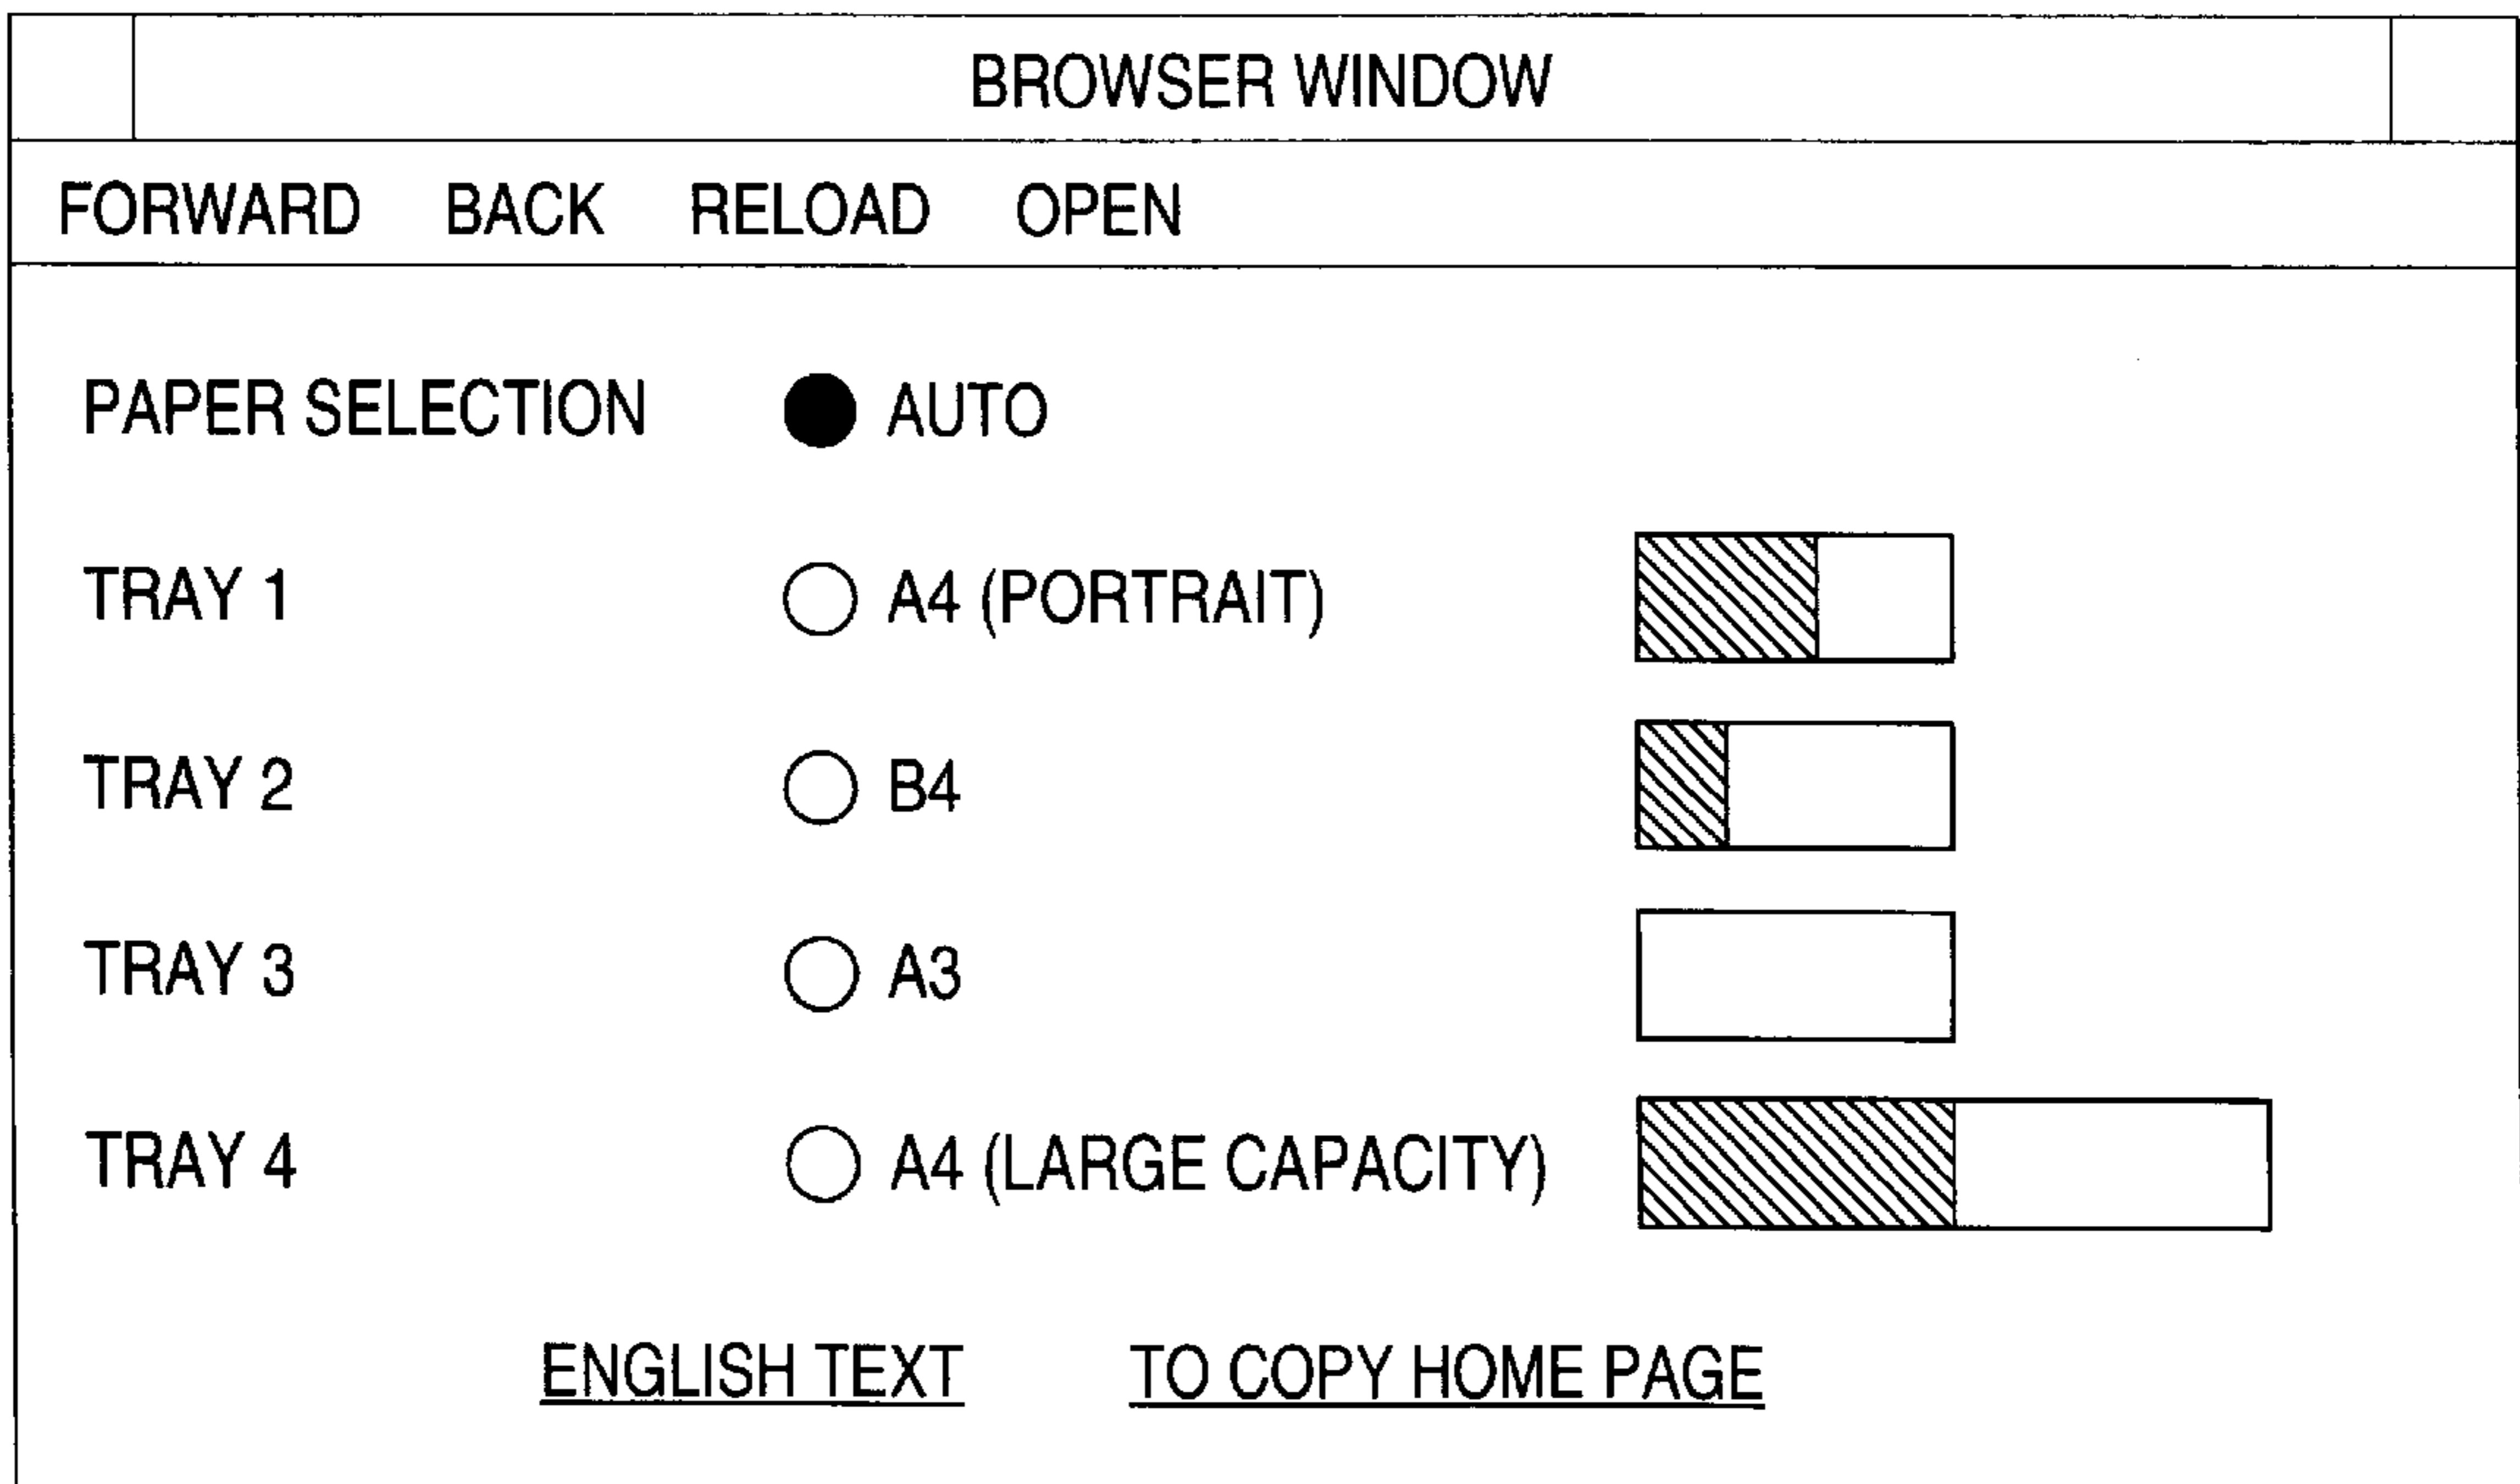 BROWSER WINDOW
FORWARD BACK RELOAD OPEN
PAPER SELECTION AUTO
TRAY 1 A4 (PORTRAIT)
TRAY 2 B4
TRAY 3 A3
TRAY 4 A4 (LARGE CAPACITY)
ENGLISH TEXT TO COPY HOME PAGE